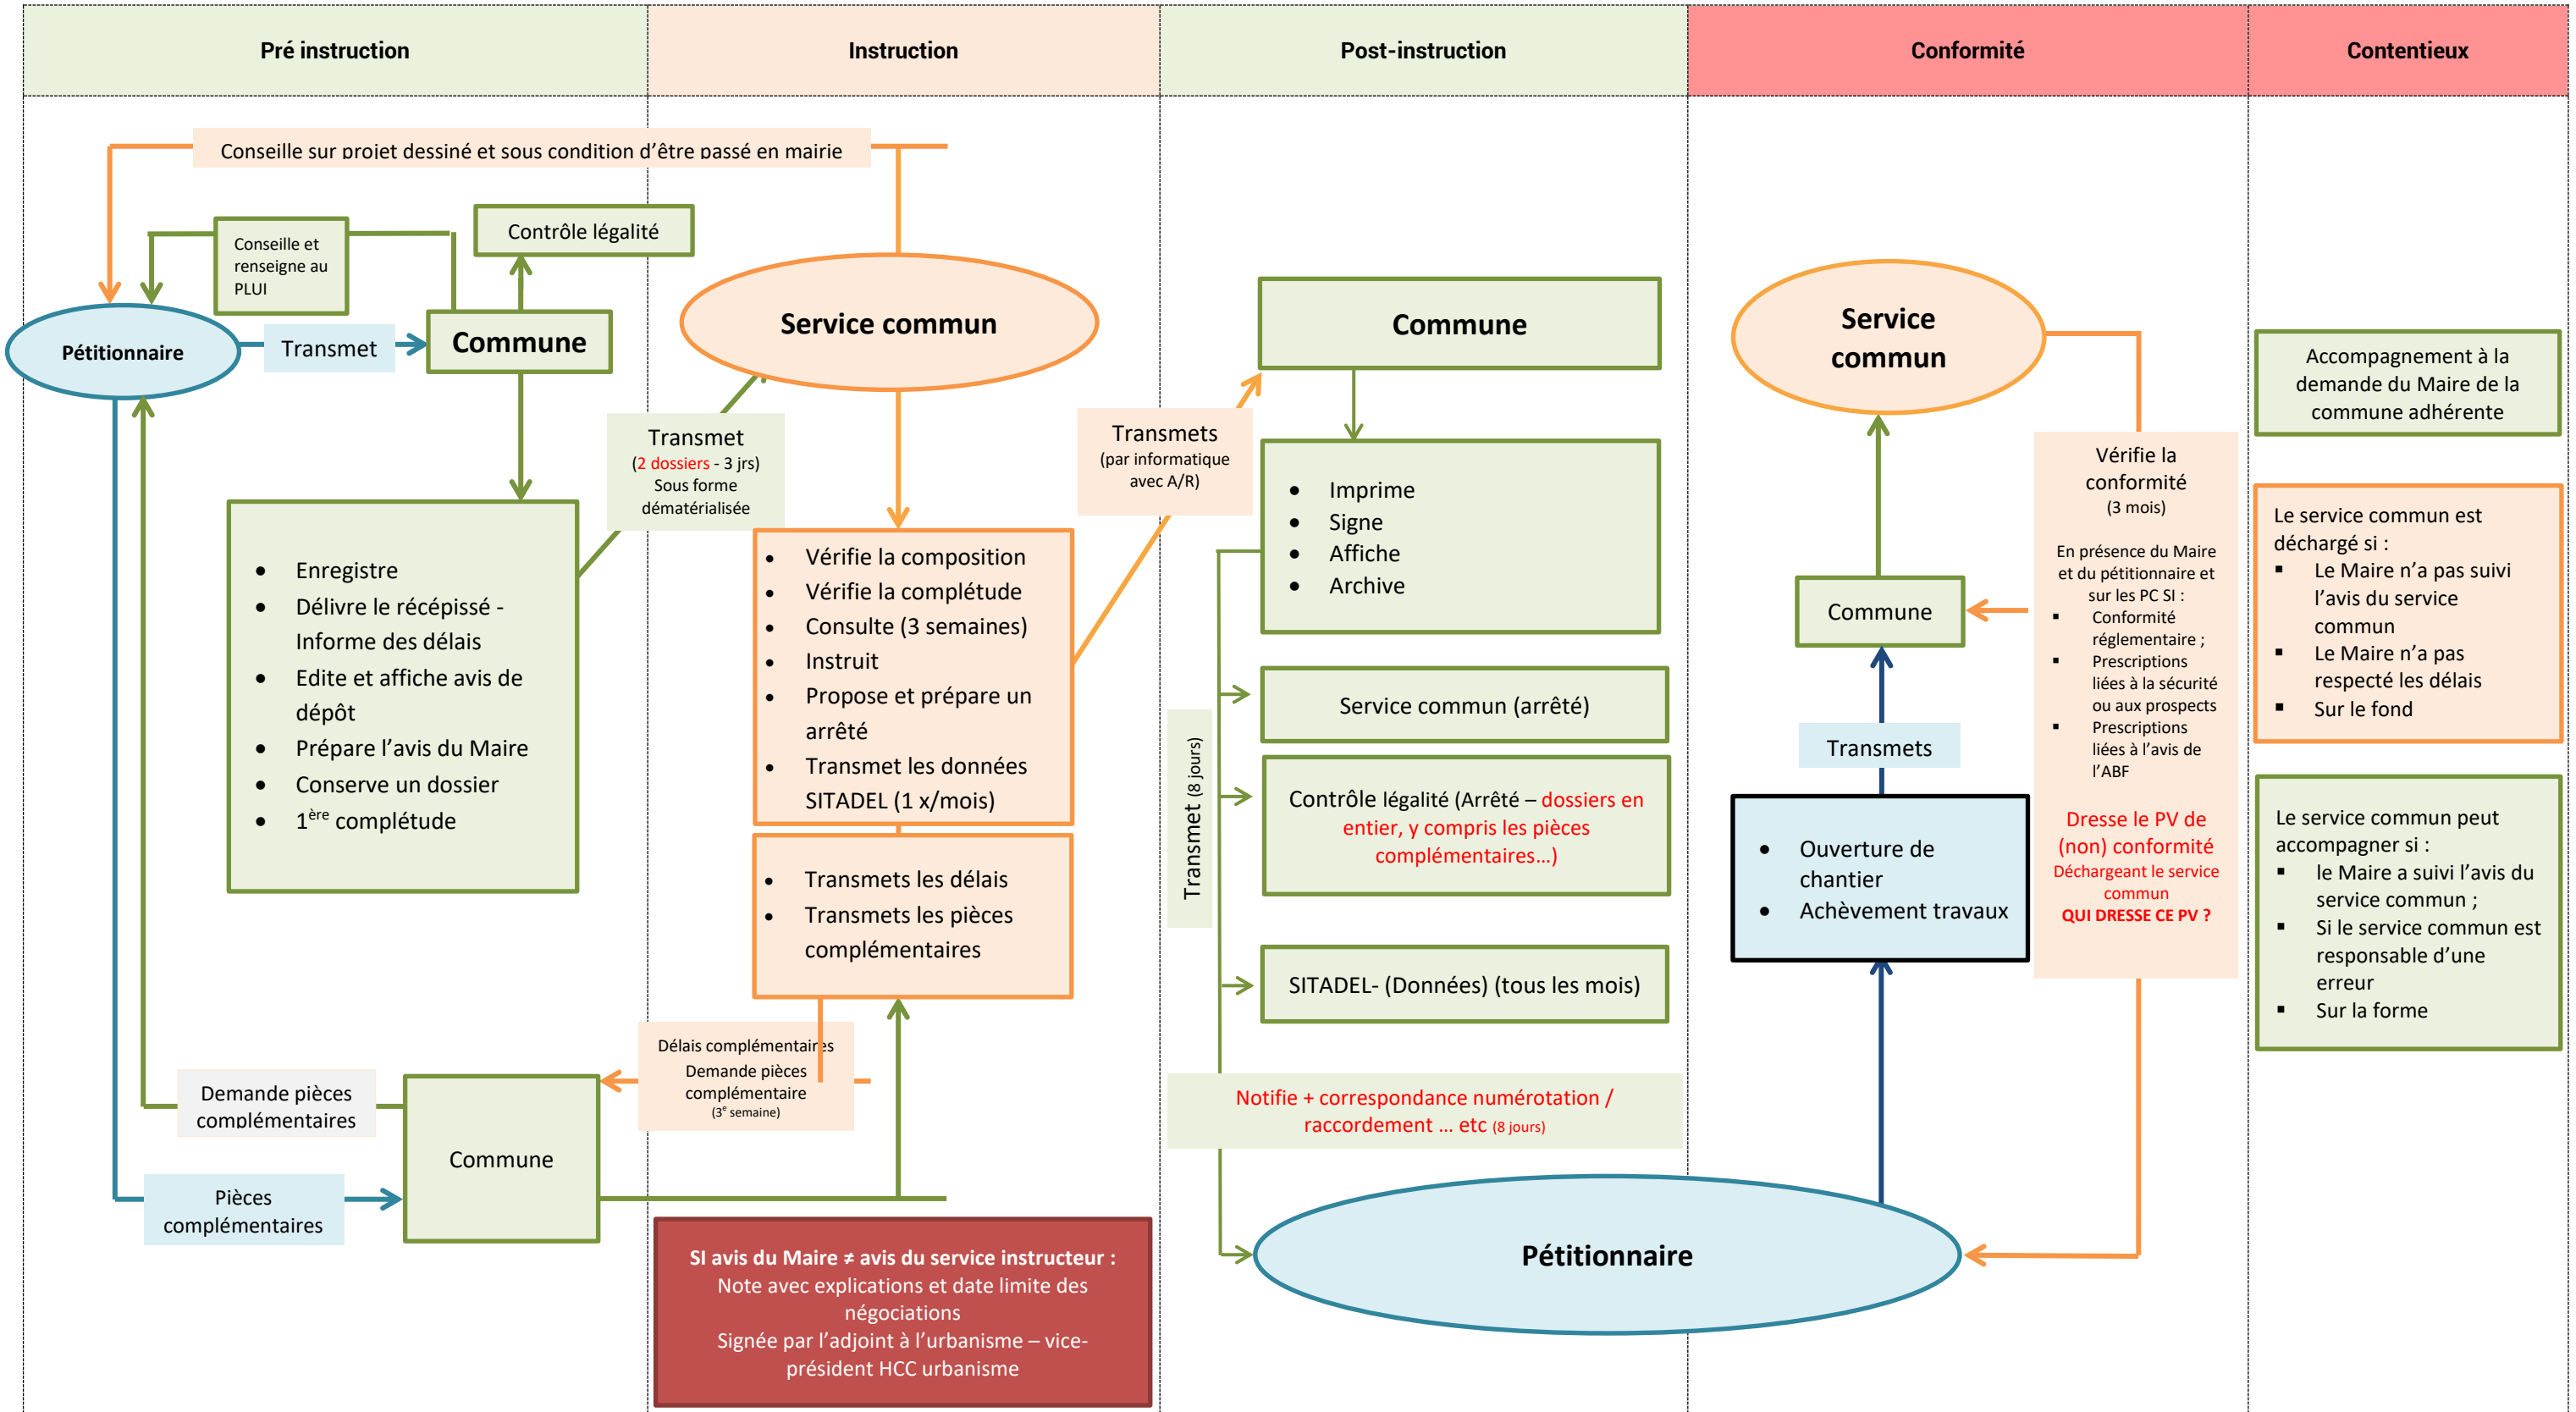 Pré instruction
Instruction
Post-instruction
Conformité
Contentieux
Conseille sur projet dessiné et sous condition d'être passé en mairie
Conseille et
renseigne au
PLUI
Contrôle légalité
Pétitionnaire
Transmet
Commune
• Enregistre
• Délivre le récépissé -
Informe des délais
• Edite et affiche avis de
dépôt
• Prépare l'avis du Maire
• Conserve un dossier
• 1ère complétude
Demande pièces
complémentaires
Pièces
complémentaires
Commune
Transmet
(2 dossiers - 3 jrs)
Sous forme
dématérialisée
Service commun
• Vérifie la composition
• Vérifie la complétude
• Consulte (3 semaines)
• Instruit
• Propose et prépare un
arrêté
• Transmet les données
SITADEL (1 x/mois)
• Transmets les délais
• Transmets les pièces
complémentaires
Délais complémentaires
Demande pièces
complémentaire
(3e semaine)
SI avis du Maire ≠ avis du service instructeur :
Note avec explications et date limite des
négociations
Signée par l'adjoint à l'urbanisme – vice-
président HCC urbanisme
Transmets
(par informatique
avec A/R)
Commune
• Imprime
• Signe
• Affiche
• Archive
Transmet (8 jours)
Service commun (arrêté)
Contrôle légalité (Arrêté – dossiers en
entier, y compris les pièces
complémentaires…)
SITADEL- (Données) (tous les mois)
Notifie + correspondance numérotation /
raccordement … etc (8 jours)
Pétitionnaire
Service
commun
Commune
Transmets
• Ouverture de
chantier
• Achèvement travaux
Vérifie la
conformité
(3 mois)
En présence du Maire
et du pétitionnaire et
sur les PC SI :
▪ Conformité
réglementaire ;
▪ Prescriptions
liées à la sécurité
ou aux prospects
▪ Prescriptions
liées à l'avis de
l'ABF
Dresse le PV de
(non) conformité
Déchargeant le service
commun
QUI DRESSE CE PV ?
Accompagnement à la
demande du Maire de la
commune adhérente
Le service commun est
déchargé si :
▪ Le Maire n'a pas suivi
l'avis du service
commun
▪ Le Maire n'a pas
respecté les délais
▪ Sur le fond
Le service commun peut
accompagner si :
▪ le Maire a suivi l'avis du
service commun ;
▪ Si le service commun est
responsable d'une
erreur
▪ Sur la forme